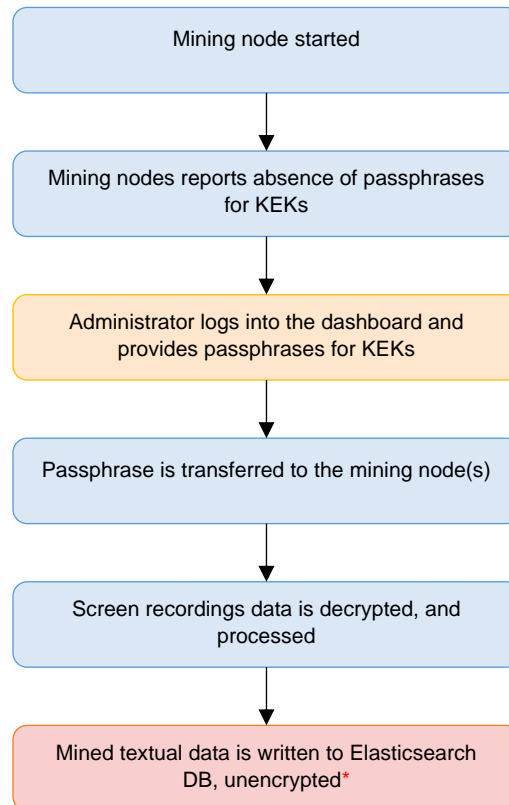 Mining node started
Mining nodes reports absence of passphrases
for KEKs
Administrator logs into the dashboard and
provides passphrases for KEKs
Passphrase is transferred to the mining node(s)
Screen recordings data is decrypted, and
processed
Mined textual data is written to Elasticsearch
DB, unencrypted*